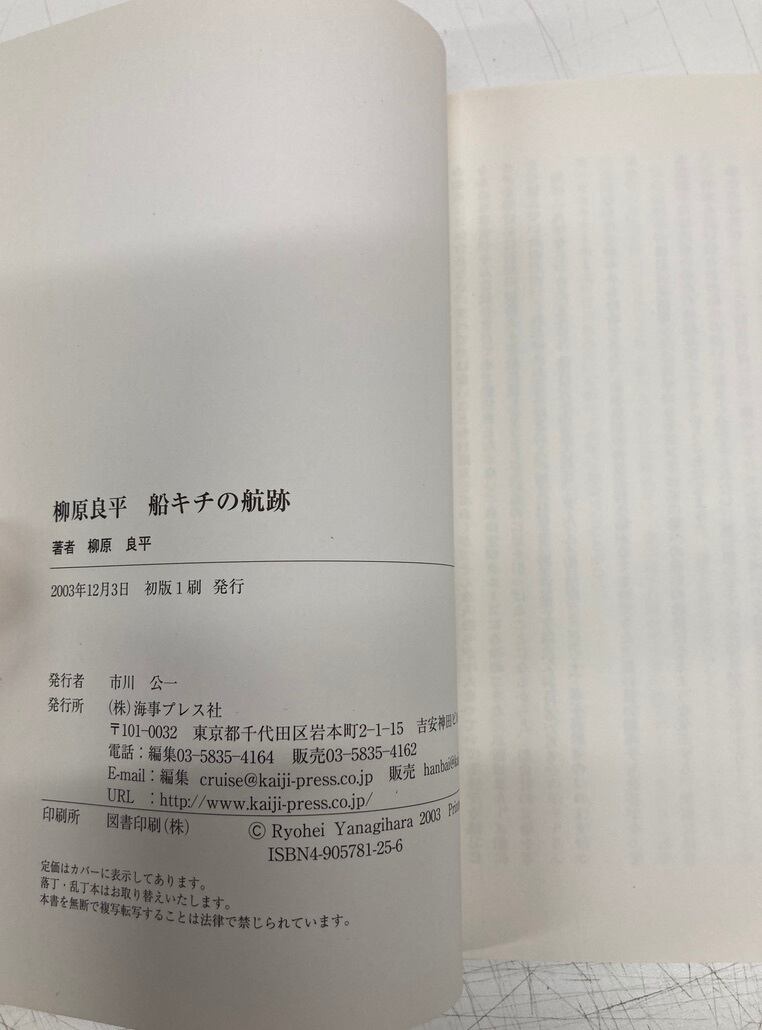 柳原良平 船キチの航跡
著者 柳原 良平
2003年12月3日 初版1刷 発行
発行者 市川 公一
発行所 (株)海事プレス社
〒101-0032 東京都千代田区岩本町2-1-15 吉安神田ビ
電話：編集03-5835-4164 販売03-5835-4162
E-mail：編集 cruise@kaiji-press.co.jp 販売 hanbai@
URL ：http://www.kaiji-press.co.jp/
印刷所 図書印刷(株)
© Ryohei Yanagihara 2003
ISBN4-905781-25-6
定価はカバーに表示してあります。
落丁・乱丁本はお取り替えいたします。
本書を無断で複写転写することは法律で禁じられています。